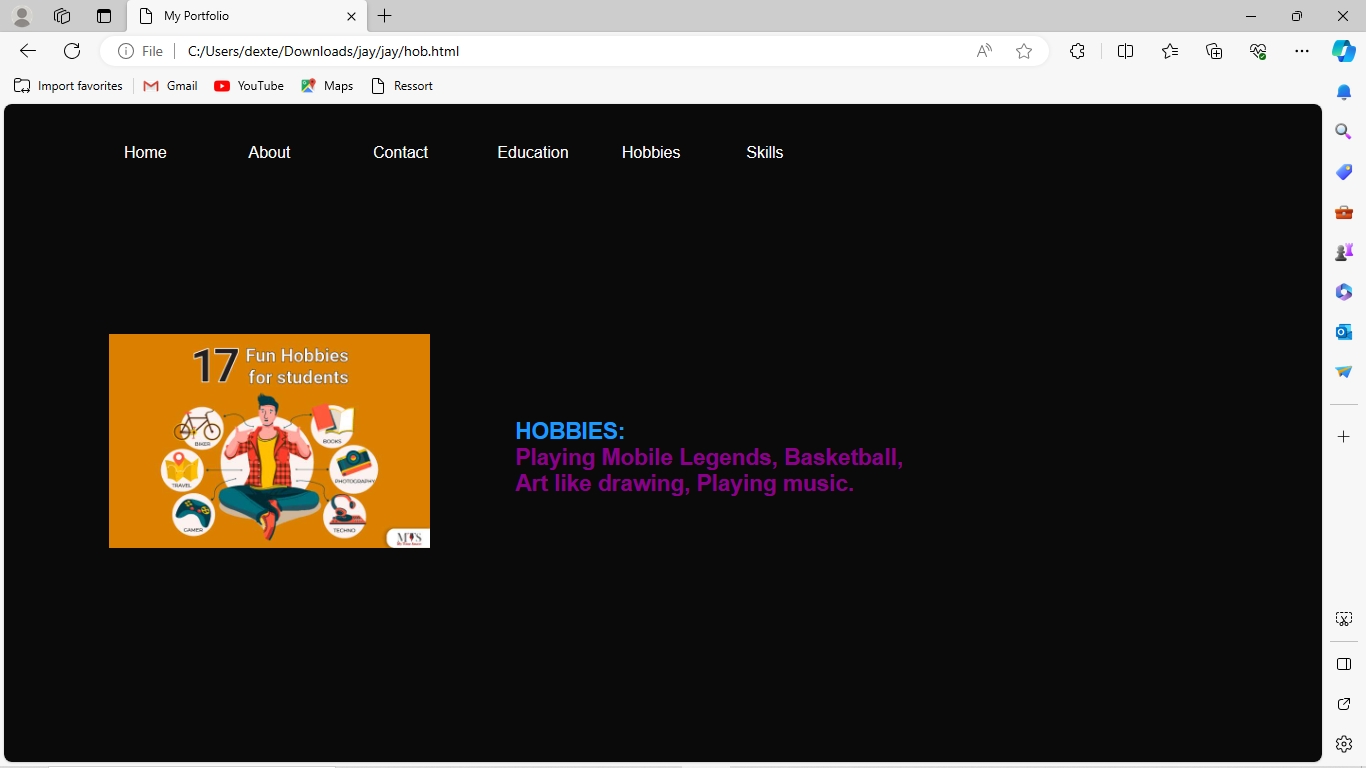 My Portfolio
File C:/Users/dexte/Downloads/jay/jay/hob.html
Import favorites Gmail YouTube Maps Ressort
Home About Contact Education Hobbies Skills
17 Fun Hobbies
for students
BIKER
BOOKS
TRAVEL
PHOTOGRAPHY
GAMER
TECHNO
HOBBIES:
Playing Mobile Legends, Basketball,
Art like drawing, Playing music.